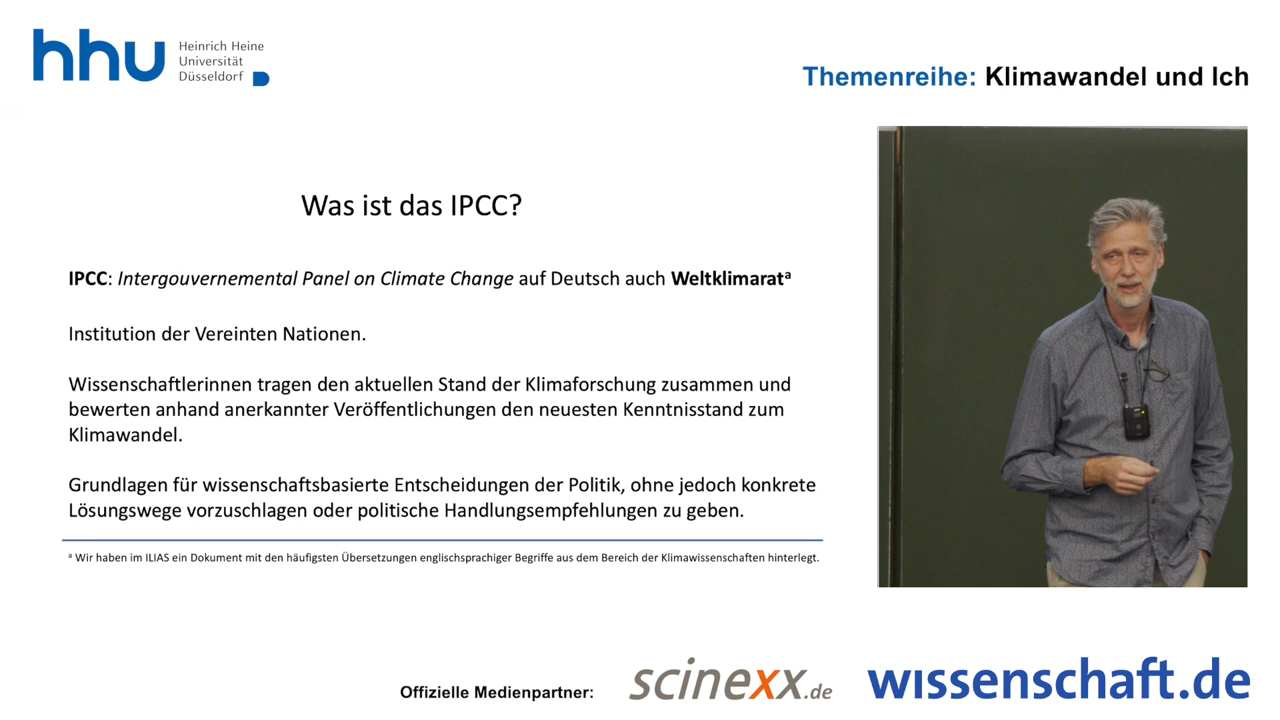 hhu Heinrich Heine
Universität
Düsseldorf
Themenreihe: Klimawandel und Ich
Was ist das IPCC?
IPCC: Intergouvernemental Panel on Climate Change auf Deutsch auch Weltklimaratᵃ
Institution der Vereinten Nationen.
Wissenschaftlerinnen tragen den aktuellen Stand der Klimaforschung zusammen und
bewerten anhand anerkannter Veröffentlichungen den neuesten Kenntnisstand zum
Klimawandel.
Grundlagen für wissenschaftsbasierte Entscheidungen der Politik, ohne jedoch konkrete
Lösungswege vorzuschlagen oder politische Handlungsempfehlungen zu geben.
ᵃ Wir haben im ILIAS ein Dokument mit den häufigsten Übersetzungen englischsprachiger Begriffe aus dem Bereich der Klimawissenschaften hinterlegt.
Offizielle Medienpartner: scinexx.de wissenschaft.de